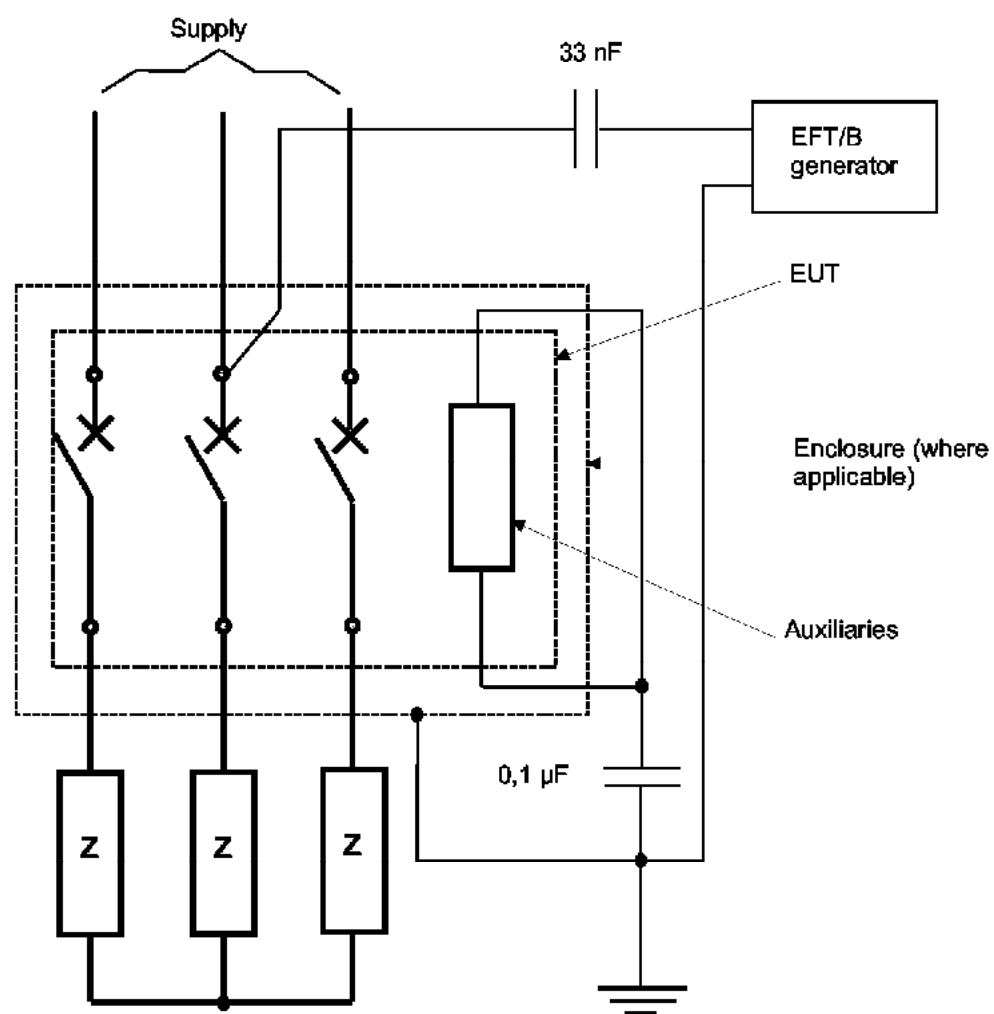 Supply
33 nF
EFT/B
generator
EUT
Enclosure (where
applicable)
Auxiliaries
0,1 µF
Z
Z
Z